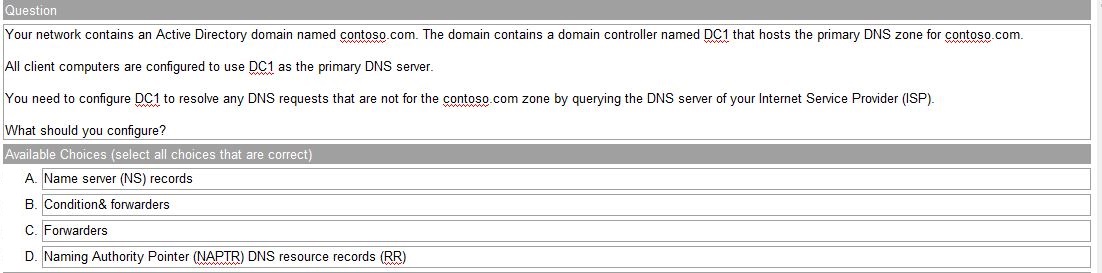 Question
Your network contains an Active Directory domain named contoso.com. The domain contains a domain controller named DC1 that hosts the primary DNS zone for contoso.com.
All client computers are configured to use DC1 as the primary DNS server.
You need to configure DC1 to resolve any DNS requests that are not for the contoso.com zone by querying the DNS server of your Internet Service Provider (ISP).
What should you configure?
Available Choices (select all choices that are correct)
A. Name server (NS) records
B. Condition& forwarders
C. Forwarders
D. Naming Authority Pointer (NAPTR) DNS resource records (RR)